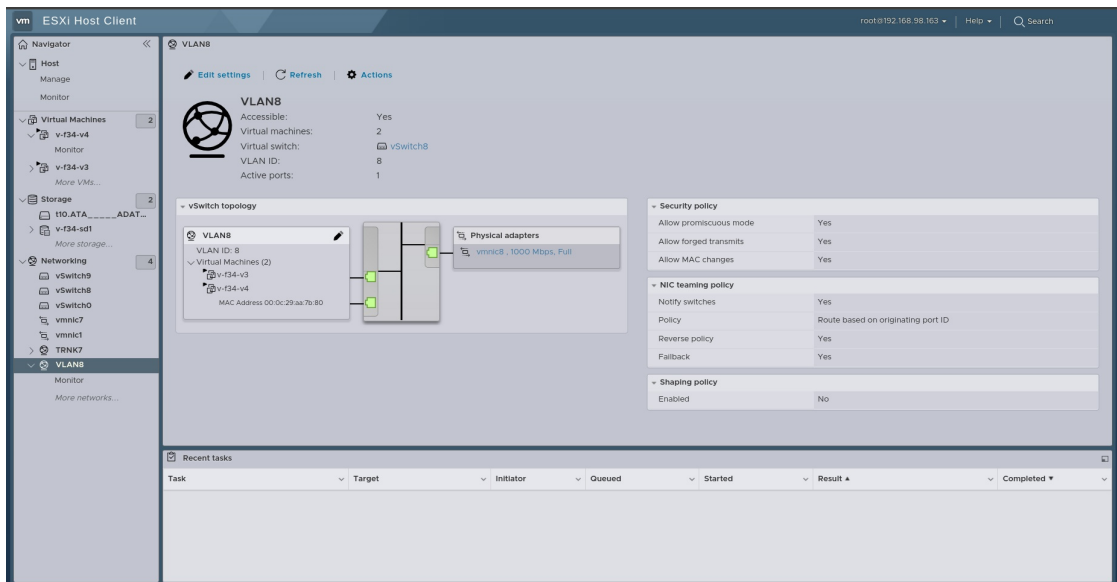 vm ESXi Host Client root@192.168.98.163 Help Search
Navigator
Host
Manage
Monitor
Virtual Machines 2
v-f34-v4
Monitor
v-f34-v3
More VMs...
Storage 2
t10.ATA_____ADAT...
v-f34-sd1
More storage...
Networking 4
vSwitch9
vSwitch8
vSwitch0
vmnic7
vmnic1
TRNK7
VLAN8
Monitor
More networks...
VLAN8
Edit settings Refresh Actions
VLAN8
Accessible: Yes
Virtual machines: 2
Virtual switch: vSwitch8
VLAN ID: 8
Active ports: 1
vSwitch topology
VLAN8
VLAN ID: 8
Virtual Machines (2)
v-f34-v3
v-f34-v4
MAC Address 00:0c:29:aa:7b:80
Physical adapters
vmnic8 , 1000 Mbps, Full
Security policy
Allow promiscuous mode Yes
Allow forged transmits Yes
Allow MAC changes Yes
NIC teaming policy
Notify switches Yes
Policy Route based on originating port ID
Reverse policy Yes
Failback Yes
Shaping policy
Enabled No
Recent tasks
Task Target Initiator Queued Started Result Completed